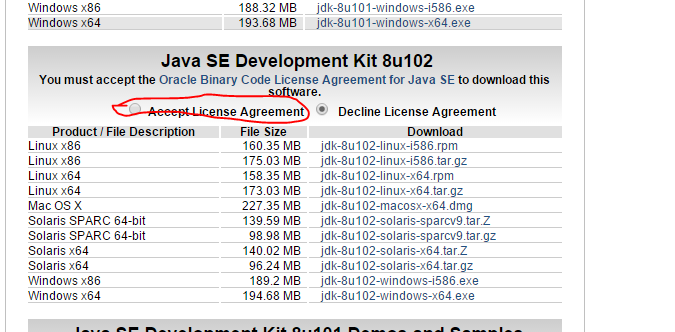 Windows x86 188.32 MB jdk-8u101-windows-i586.exe
Windows x64 193.68 MB jdk-8u101-windows-x64.exe
Java SE Development Kit 8u102
You must accept the Oracle Binary Code License Agreement for Java SE to download this
software.
Accept License Agreement Decline License Agreement
Product / File Description File Size Download
Linux x86 160.35 MB jdk-8u102-linux-i586.rpm
Linux x86 175.03 MB jdk-8u102-linux-i586.tar.gz
Linux x64 158.35 MB jdk-8u102-linux-x64.rpm
Linux x64 173.03 MB jdk-8u102-linux-x64.tar.gz
Mac OS X 227.35 MB jdk-8u102-macosx-x64.dmg
Solaris SPARC 64-bit 139.59 MB jdk-8u102-solaris-sparcv9.tar.Z
Solaris SPARC 64-bit 98.98 MB jdk-8u102-solaris-sparcv9.tar.gz
Solaris x64 140.02 MB jdk-8u102-solaris-x64.tar.Z
Solaris x64 96.24 MB jdk-8u102-solaris-x64.tar.gz
Windows x86 189.2 MB jdk-8u102-windows-i586.exe
Windows x64 194.68 MB jdk-8u102-windows-x64.exe
Java SE Development Kit 8u101 Demos and Samples